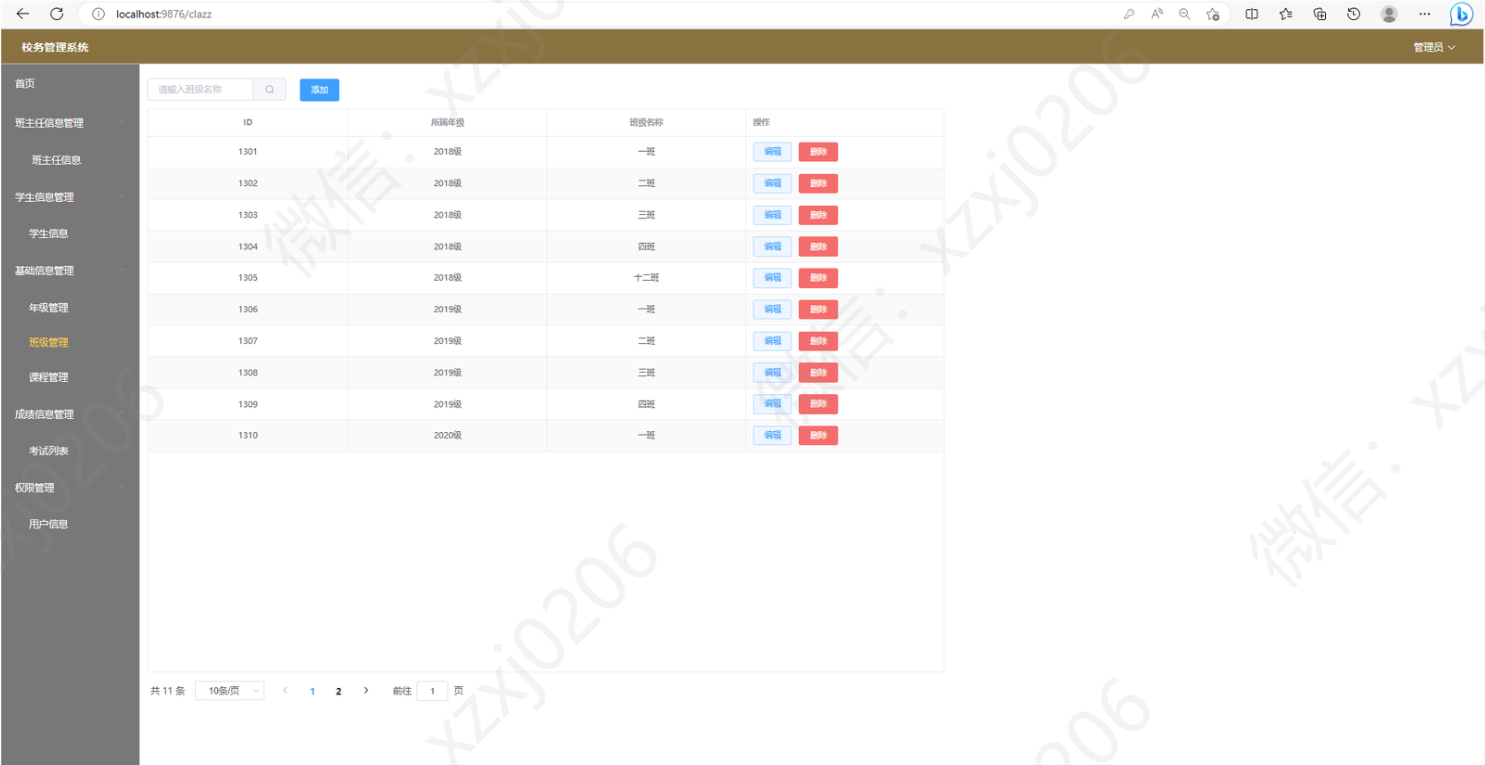 localhost:9876/clazz
校务管理系统
管理员
首页
班主任信息管理
班主任信息
学生信息管理
学生信息
基础信息管理
年级管理
班级管理
课程管理
成绩信息管理
考试列表
权限管理
用户信息
请输入班级名称 添加
ID 所属年级 班级名称 操作
1301 2018级 一班 编辑 删除
1302 2018级 二班 编辑 删除
1303 2018级 三班 编辑 删除
1304 2018级 四班 编辑 删除
1305 2018级 十二班 编辑 删除
1306 2019级 一班 编辑 删除
1307 2019级 二班 编辑 删除
1308 2019级 三班 编辑 删除
1309 2019级 四班 编辑 删除
1310 2020级 一班 编辑 删除
共 11 条 10条/页 1 2 前往 1 页
微信：xzxj0206
微信：xzxj0206
微信：xz
xzxj0206
xzxj0206
206